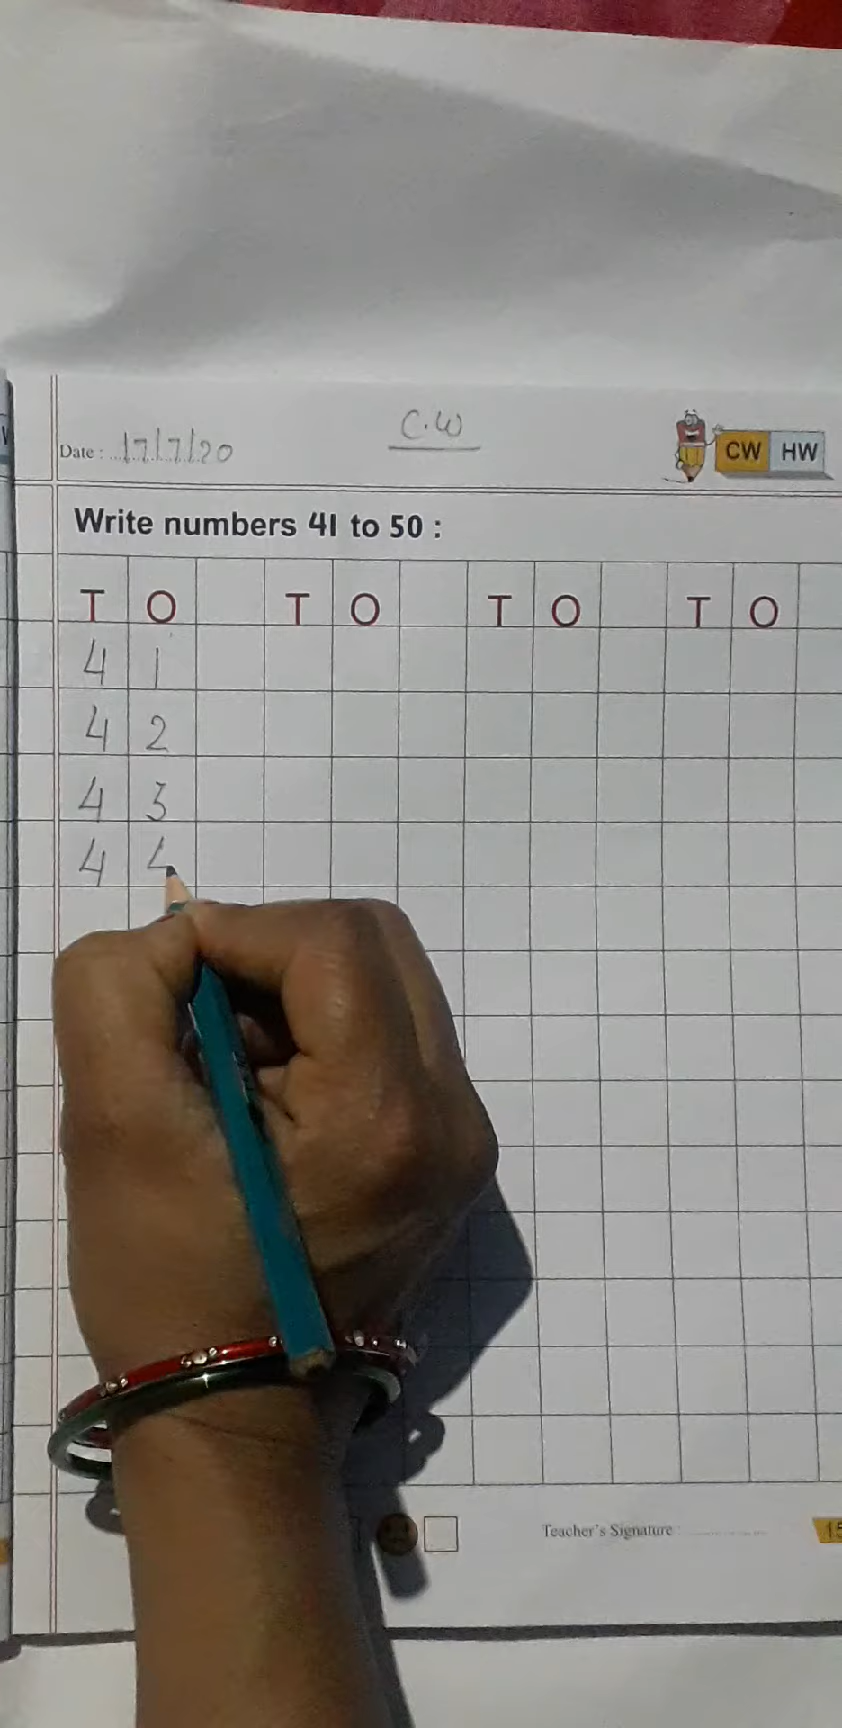 C.W
Date : 17/7/20
CW HW
Write numbers 41 to 50 :
T O T O T O T O
4 1
4 2
4 3
4 4
Teacher's Signature